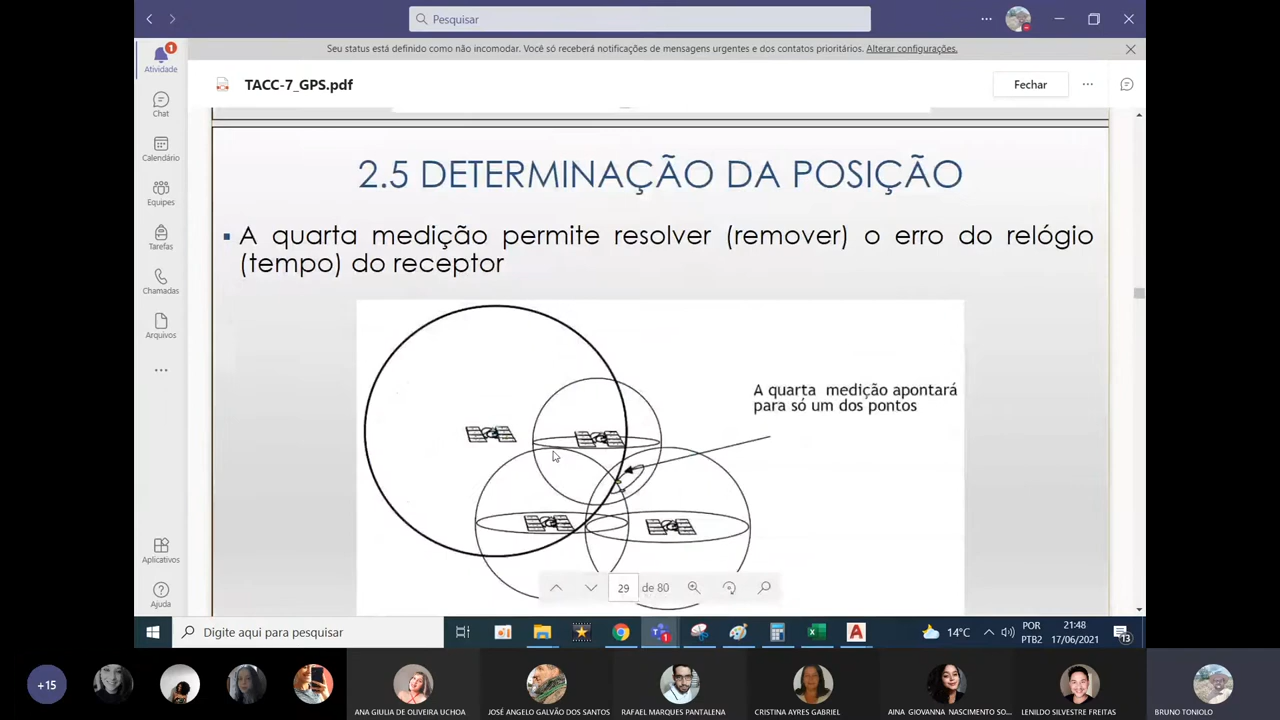 Pesquisar
Seu status está definido como não incomodar. Você só receberá notificações de mensagens urgentes e dos contatos prioritários. Alterar configurações.
1
Atividade
Chat
Calendário
Equipes
Tarefas
Chamadas
Arquivos
Aplicativos
Ajuda
TACC-7_GPS.pdf
Fechar
2.5 DETERMINAÇÃO DA POSIÇÃO
▪ A quarta medição permite resolver (remover) o erro do relógio
(tempo) do receptor
A quarta medição apontará
para só um dos pontos
29 de 80
Digite aqui para pesquisar
1
14°C
POR
PTB2
21:48
17/06/2021
13
+15
ANA GIULIA DE OLIVEIRA UCHOA
JOSÉ ANGELO GALVÃO DOS SANTOS
RAFAEL MARQUES PANTALENA
CRISTINA AYRES GABRIEL
AINA GIOVANNA NASCIMENTO SO...
LENILDO SILVESTRE FREITAS
BRUNO TONIOLO